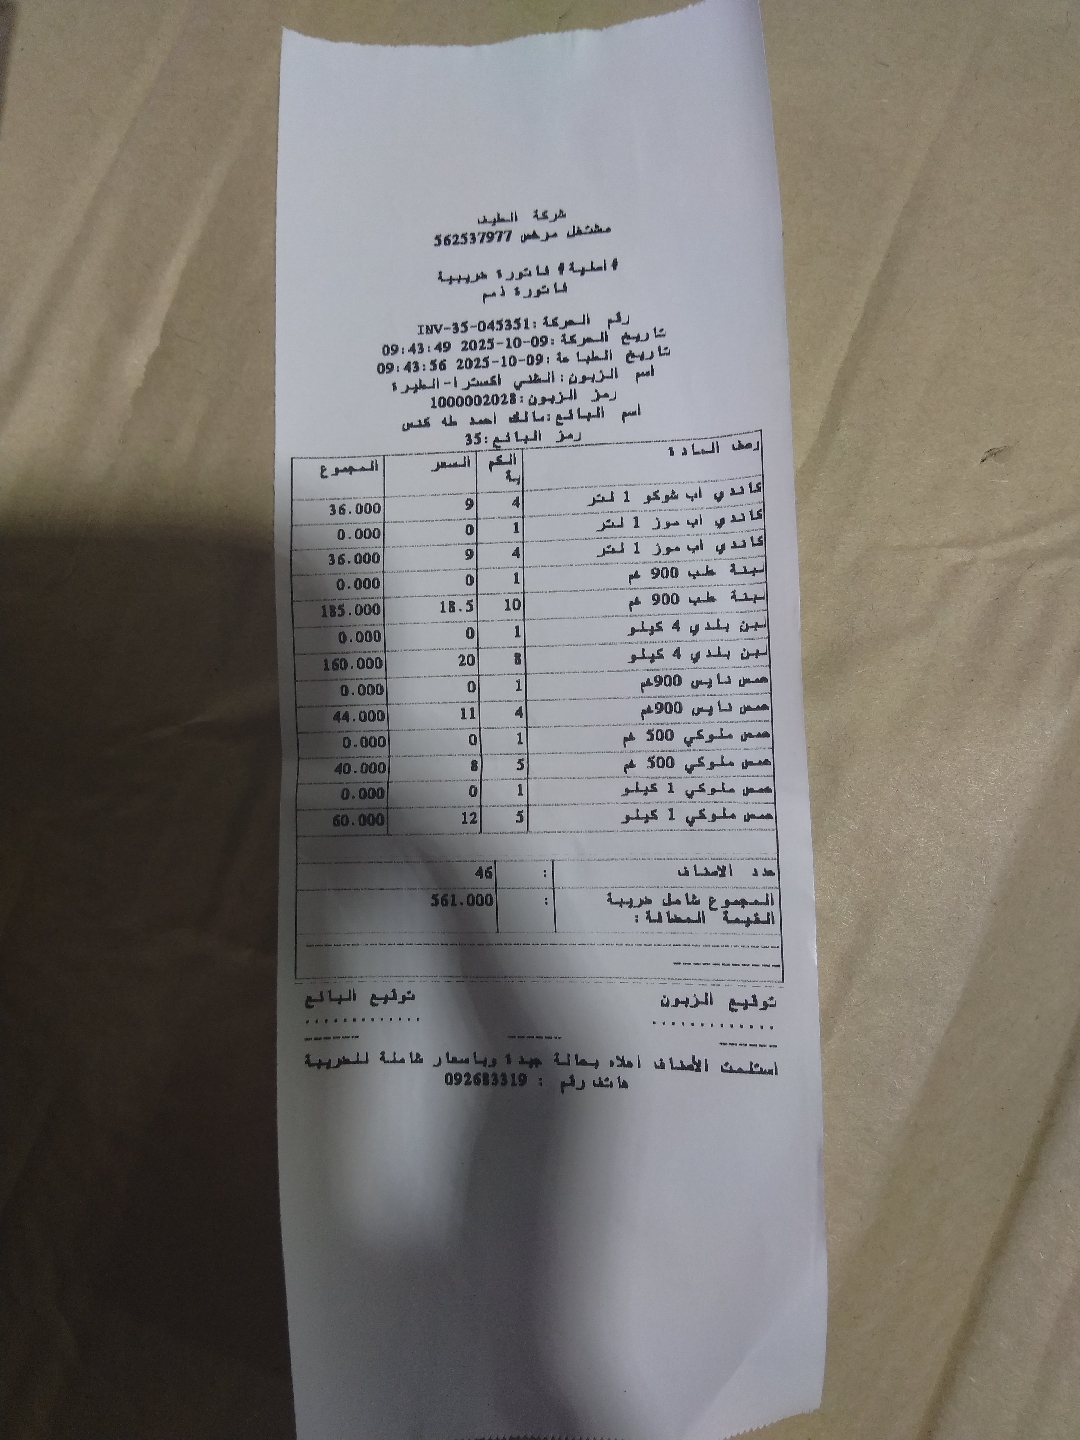 شركة الطيف
مشتغل مرخص 562537977
#أصلية# فاتورة ضريبية
فاتورة ذمم
رقم الحركة: INV-35-045351
تاريخ الحركة: 2025-10-09 09:43:49
تاريخ الطباعة: 2025-10-09 09:43:56
اسم الزبون: الظني اكسترا-الطيرة
رمز الزبون: 1000002028
اسم البائع: مالك احمد طه كنس
رمز البائع: 35
وصف المادة الكمية السعر المجموع
كاندي اب شوكو 1 لتر 4 9 36.000
كاندي اب موز 1 لتر 1 0 0.000
كاندي اب موز 1 لتر 4 9 36.000
لبنة طب 900 غم 1 0 0.000
لبنة طب 900 غم 10 18.5 185.000
لبن بلدي 4 كيلو 1 0 0.000
لبن بلدي 4 كيلو 8 20 160.000
حمص نايس 900غم 1 0 0.000
حمص نايس 900غم 4 11 44.000
حمص ملوكي 500 غم 1 0 0.000
حمص ملوكي 500 غم 5 8 40.000
حمص ملوكي 1 كيلو 1 0 0.000
حمص ملوكي 1 كيلو 5 12 60.000
عدد الأصناف : 46
المجموع شامل ضريبة : 561.000
القيمة المضافة:
توقيع الزبون توقيع البائع
استلمت الأصناف أعلاه بحالة جيدة وبأسعار شاملة للضريبة
هاتف رقم : 092683319